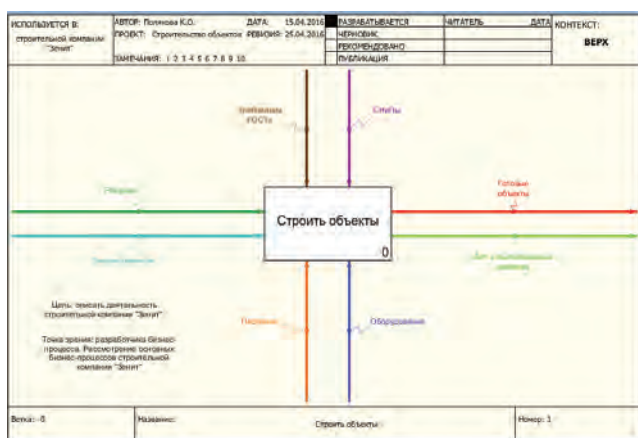 ИСПОЛЬЗУЕТСЯ В:
строительной компании
"Зенит"
АВТОР: Полякова К.О.
ДАТА: 15.04.2016
ПРОЕКТ: Строительство объектов
РЕВИЗИЯ: 25.04.2016
ЗАМЕЧАНИЯ: 1 2 3 4 5 6 7 8 9 10
РАЗРАБАТЫВАЕТСЯ
ЧЕРНОВИК
РЕКОМЕНДОВАНО
ПУБЛИКАЦИЯ
ЧИТАТЕЛЬ
ДАТА
КОНТЕКСТ:
ВЕРХ
Требования
ГОСТа
СНиПы
Готовые
объекты
Строить объекты
0
Персонал
Оборудование
Цель: описать деятельность
строительной компании "Зенит"
Точка зрения: разработчика бизнес-
процесса. Рассмотрение основных
бизнес-процессов строительной
компании "Зенит"
Ветка: -0
Название:
Строить объекты
Номер: 1